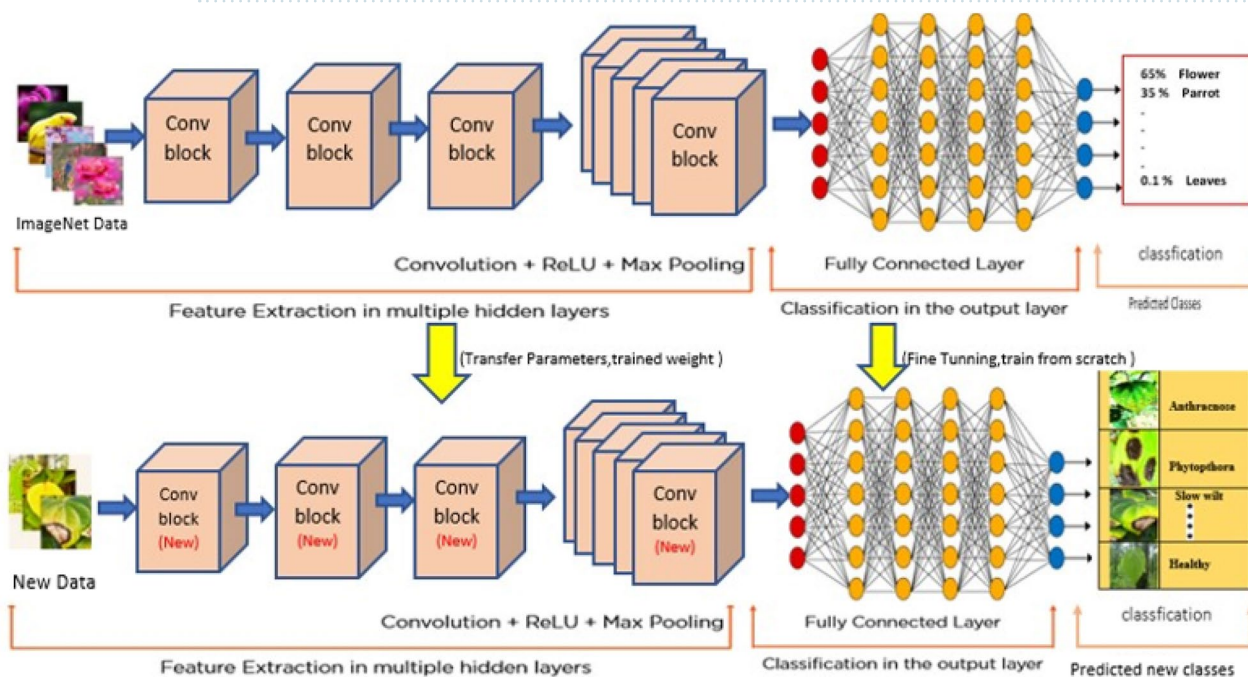 65% Flower
35 % Parrot
-
-
-
-
0.1 % Leaves
Conv
block
Conv
block
Conv
block
Conv
block
ImageNet Data
Convolution + ReLU + Max Pooling
Fully Connected Layer
classfication
Feature Extraction in multiple hidden layers
Classification in the output layer
Predicted Classes
(Transfer Parameters,trained weight )
(Fine Tunning,train from scratch )
Conv
block
(New)
Conv
block
(New)
Conv
block
(New)
Conv
block
(New)
Anthracnose
Phytopthora
Slow wilt
Healthy
New Data
Convolution + ReLU + Max Pooling
Fully Connected Layer
classfication
Feature Extraction in multiple hidden layers
Classification in the output layer
Predicted new classes